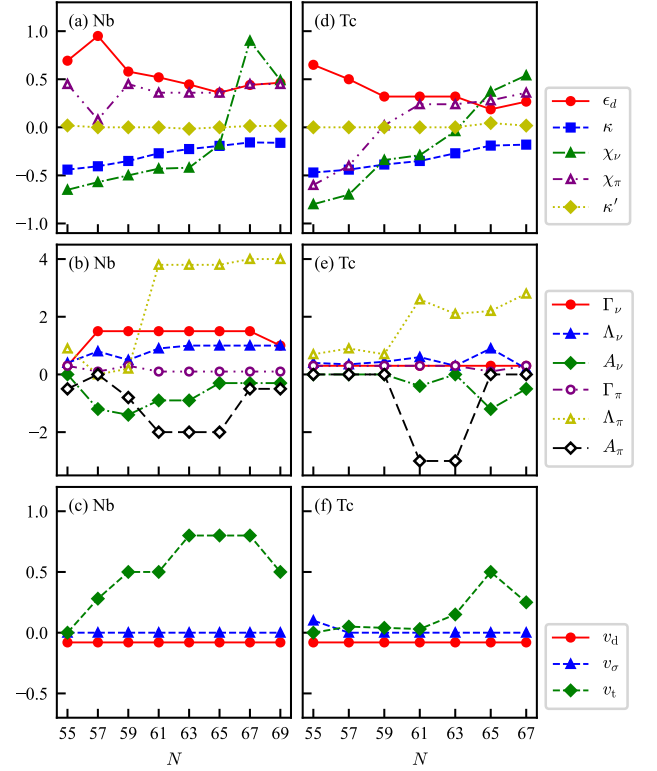 (a) Nb
(d) Tc
1.0
0.5
0.0
−0.5
−1.0
ϵd
κ
χν
χπ
κ′
(b) Nb
(e) Tc
4
2
0
−2
Γν
Λν
Aν
Γπ
Λπ
Aπ
(c) Nb
(f) Tc
1.0
0.5
0.0
−0.5
vd
vσ
vt
55 57 59 61 63 65 67 69
55 57 59 61 63 65 67
N
N